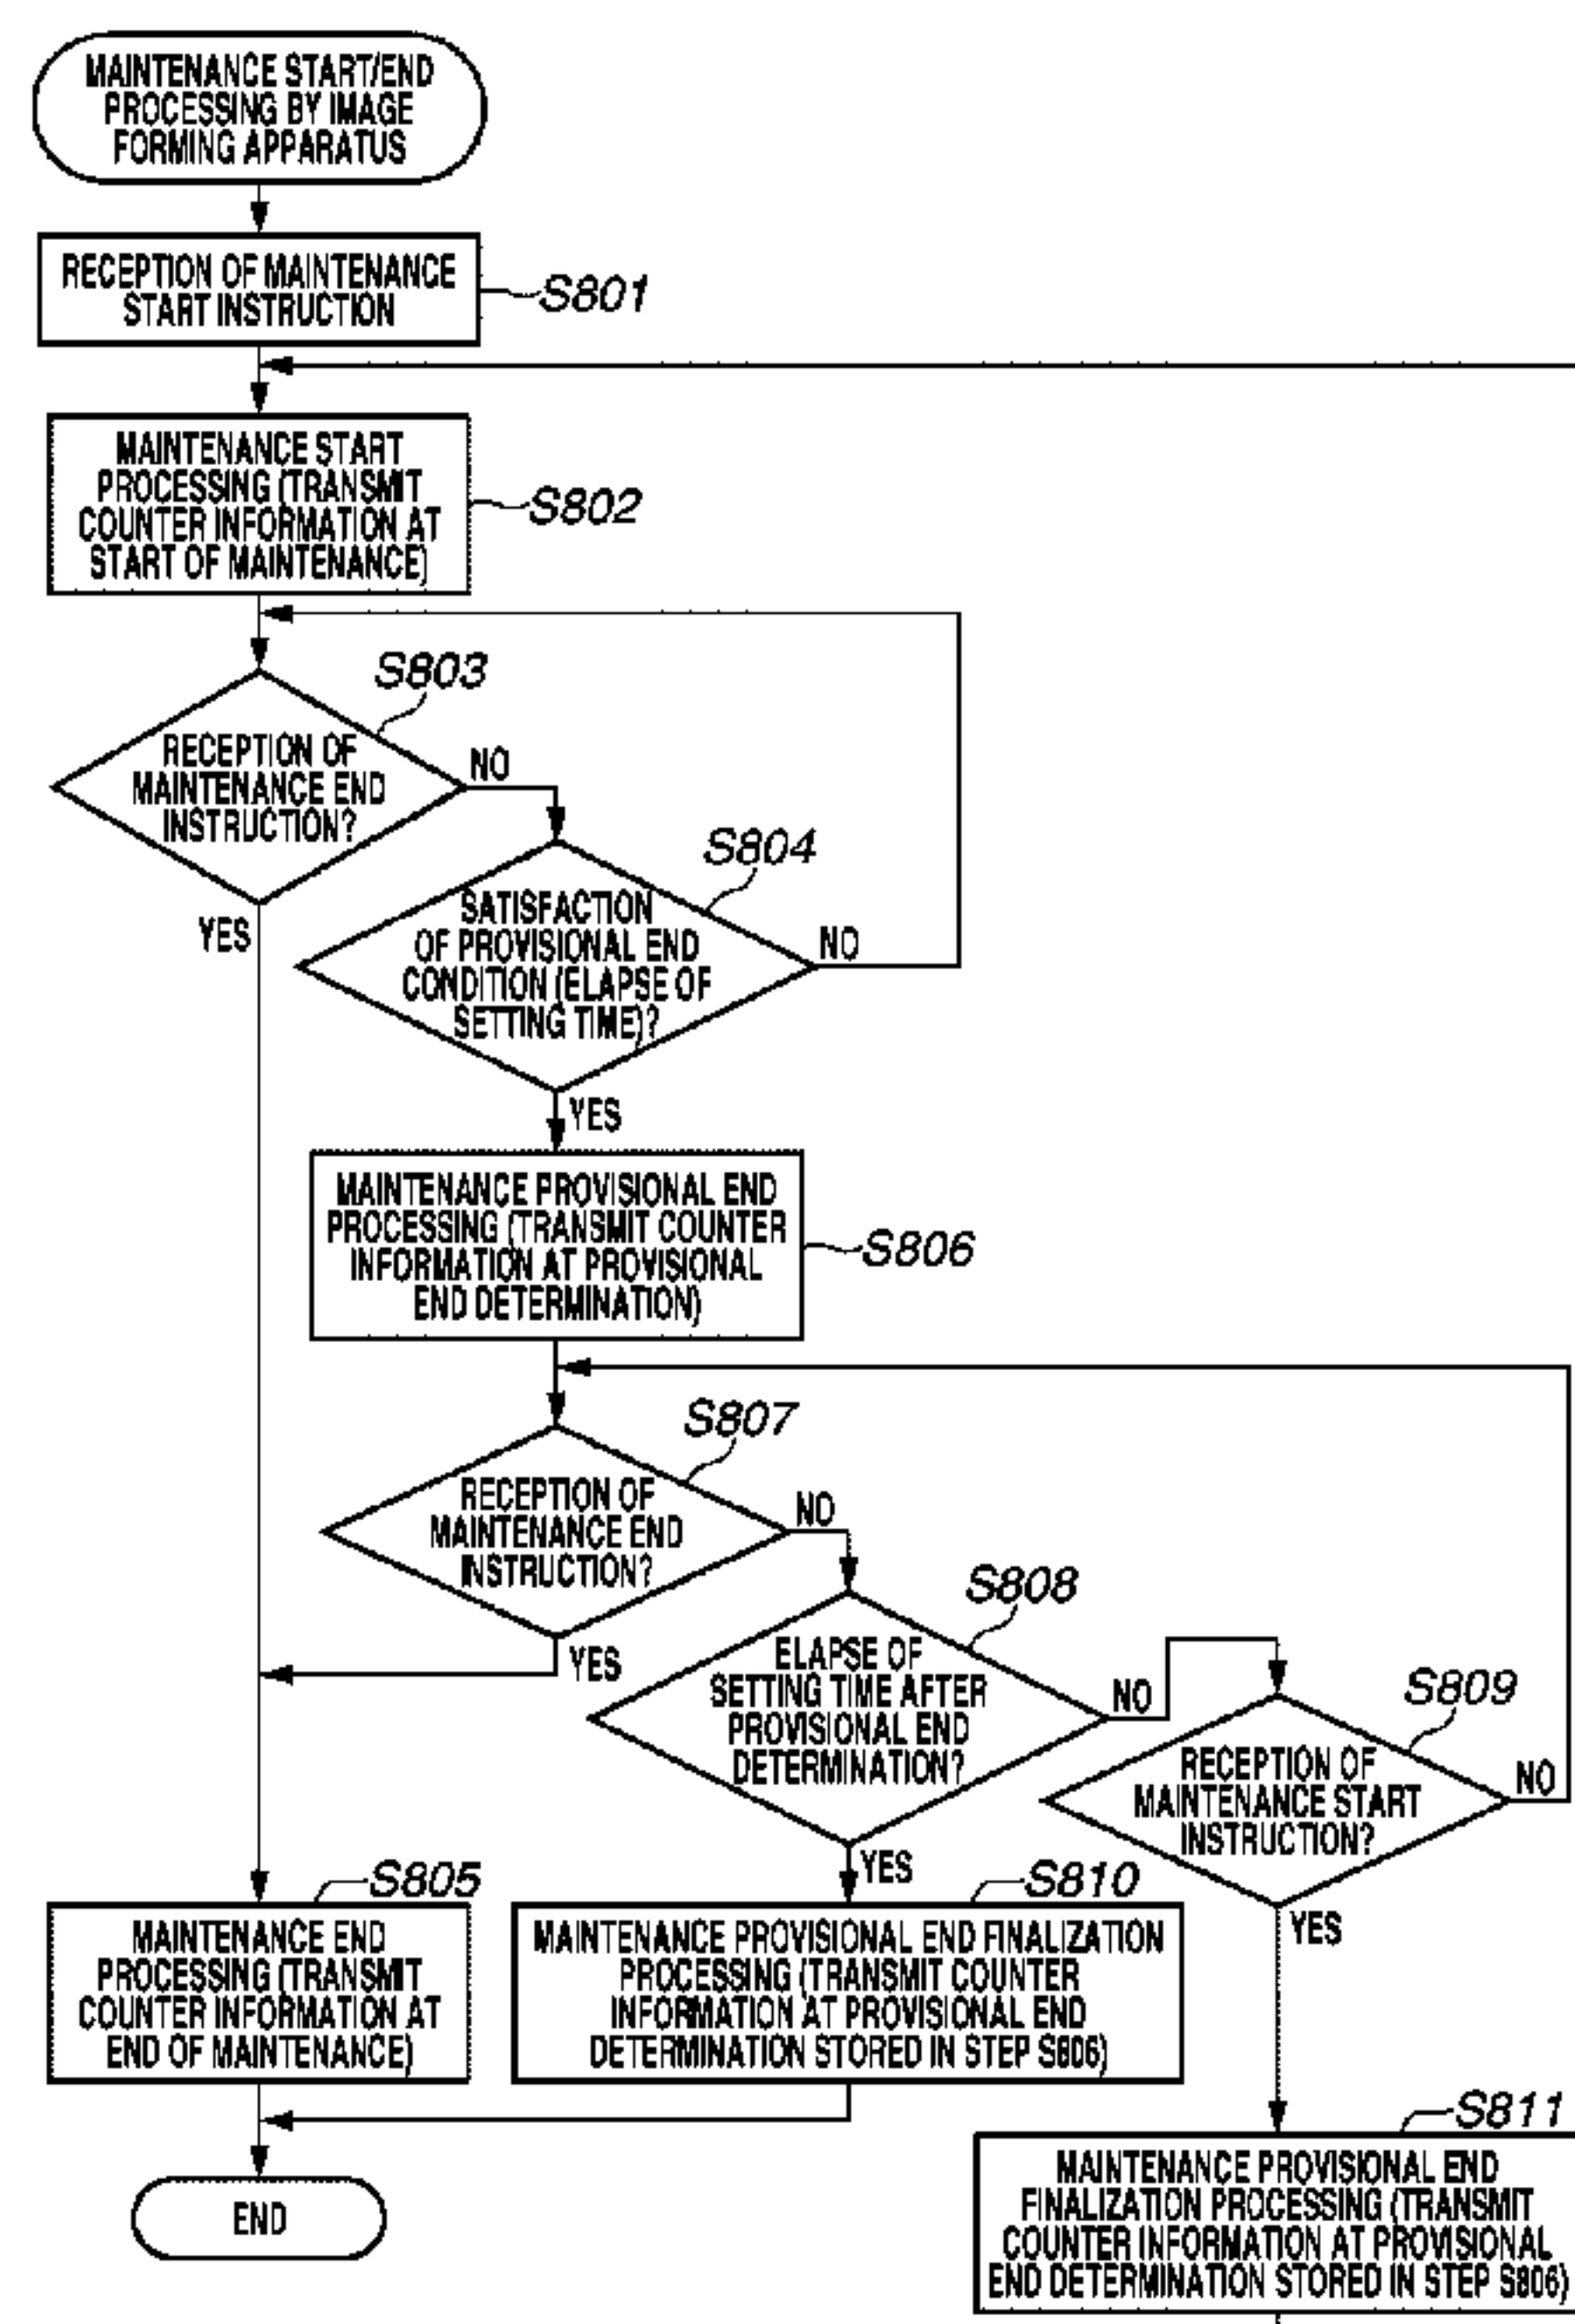 MAINTENANCE START/END
PROCESSING BY IMAGE
FORMING APPARATUS
RECEPTION OF MAINTENANCE
START INSTRUCTION
S801
MAINTENANCE START
PROCESSING (TRANSMIT
COUNTER INFORMATION AT
START OF MAINTENANCE)
S802
S803
RECEPTION OF
MAINTENANCE END
INSTRUCTION?
NO
YES
S804
SATISFACTION
OF PROVISIONAL END
CONDITION (ELAPSE OF
SETTING TIME)?
NO
YES
MAINTENANCE PROVISIONAL END
PROCESSING (TRANSMIT COUNTER
INFORMATION AT PROVISIONAL
END DETERMINATION)
S806
S807
RECEPTION OF
MAINTENANCE END
INSTRUCTION?
NO
YES
S808
ELAPSE OF
SETTING TIME AFTER
PROVISIONAL END
DETERMINATION?
NO
YES
S809
RECEPTION OF
MAINTENANCE START
INSTRUCTION?
NO
YES
S805
MAINTENANCE END
PROCESSING (TRANSMIT
COUNTER INFORMATION AT
END OF MAINTENANCE)
S810
MAINTENANCE PROVISIONAL END FINALIZATION
PROCESSING (TRANSMIT COUNTER
INFORMATION AT PROVISIONAL END
DETERMINATION STORED IN STEP S806)
S811
MAINTENANCE PROVISIONAL END
FINALIZATION PROCESSING (TRANSMIT
COUNTER INFORMATION AT PROVISIONAL
END DETERMINATION STORED IN STEP S806)
END